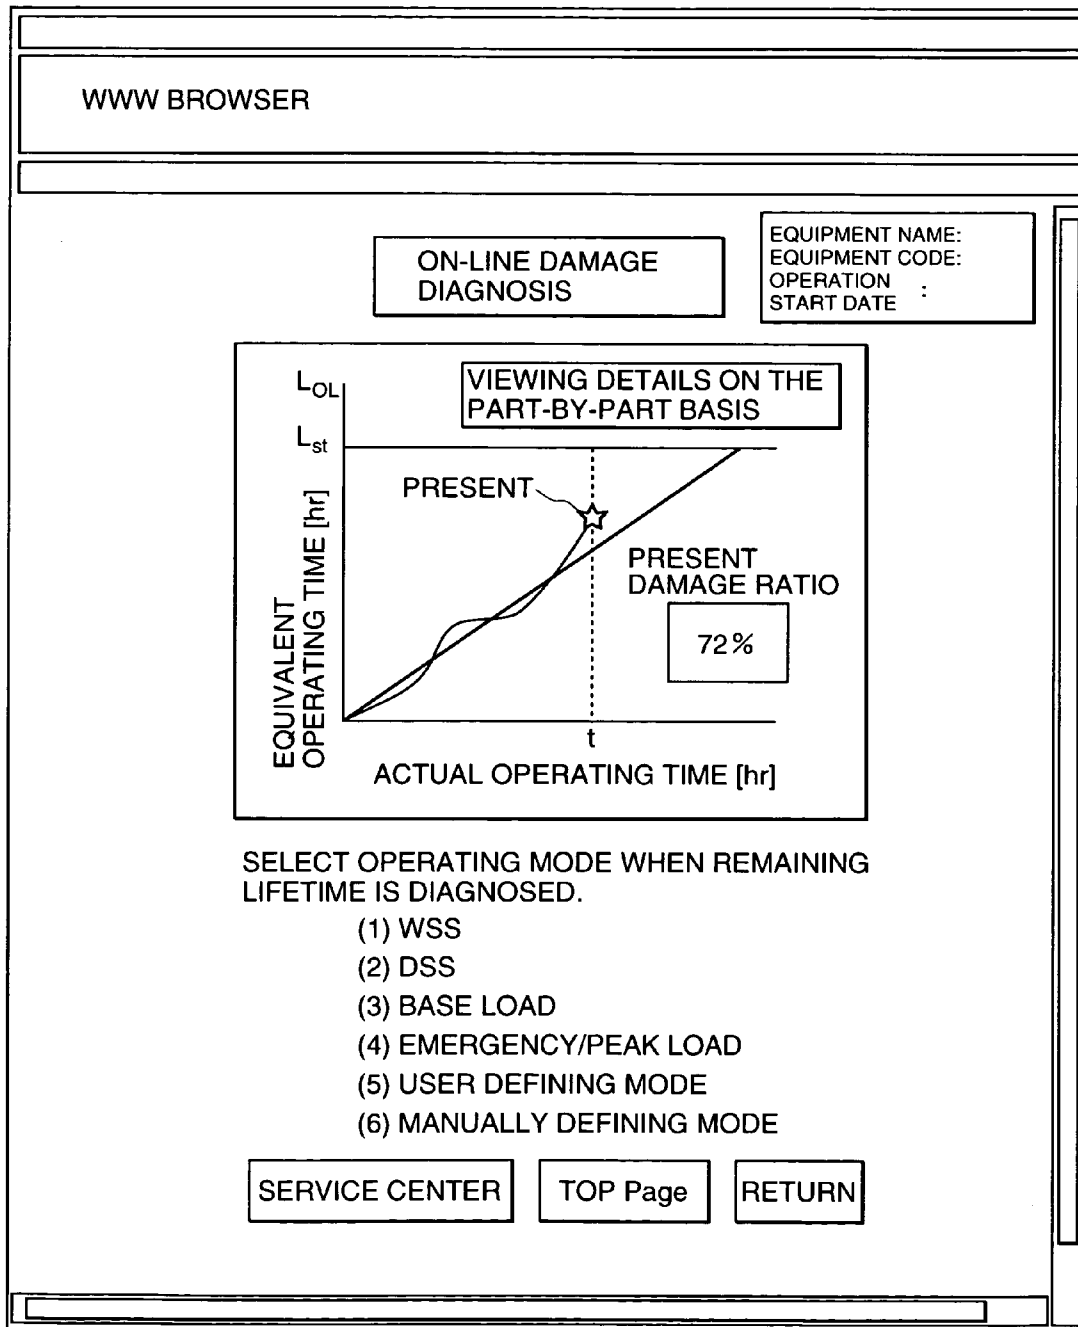 WWW BROWSER
ON-LINE DAMAGE
DIAGNOSIS
EQUIPMENT NAME:
EQUIPMENT CODE:
OPERATION
START DATE :
LOL
VIEWING DETAILS ON THE
PART-BY-PART BASIS
Lst
PRESENT
PRESENT
DAMAGE RATIO
72%
EQUIVALENT
OPERATING TIME [hr]
t
ACTUAL OPERATING TIME [hr]
SELECT OPERATING MODE WHEN REMAINING
LIFETIME IS DIAGNOSED.
(1) WSS
(2) DSS
(3) BASE LOAD
(4) EMERGENCY/PEAK LOAD
(5) USER DEFINING MODE
(6) MANUALLY DEFINING MODE
SERVICE CENTER
TOP Page
RETURN